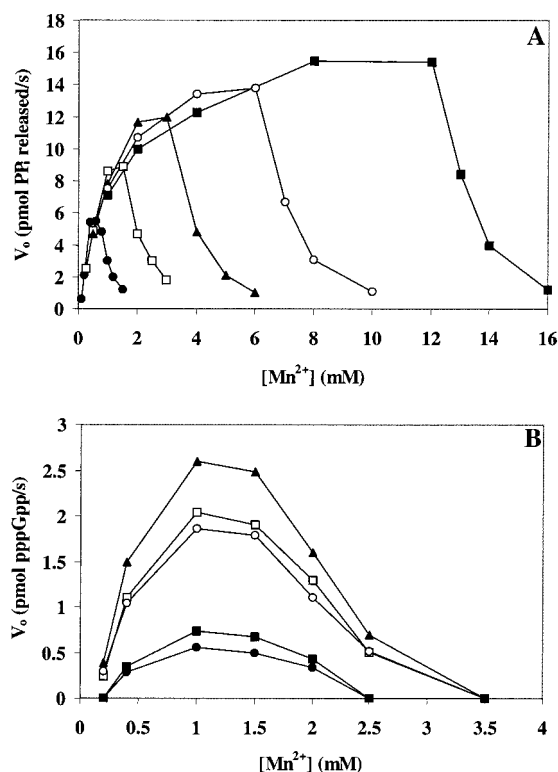 A
18
16
14
12
10
8
6
4
2
0
V₀ (pmol PPᵢ released/s)
0 2 4 6 8 10 12 14 16
[Mn²⁺] (mM)
B
3
2.5
2
1.5
1
0.5
0
V₀ (pmol pppGpp/s)
0 0.5 1 1.5 2 2.5 3 3.5 4
[Mn²⁺] (mM)